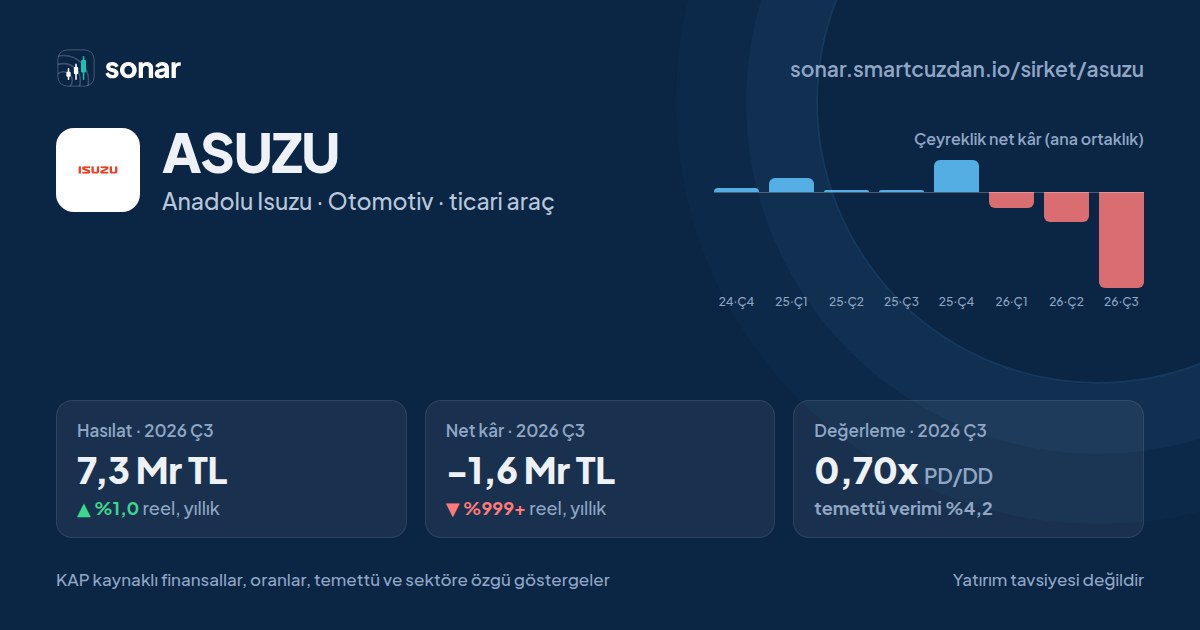 sonar
sonar.smartcuzdan.io/sirket/asuzu
ISUZU
ASUZU
Anadolu Isuzu · Otomotiv · ticari araç
Çeyreklik net kâr (ana ortaklık)
24-Ç4 25-Ç1 25-Ç2 25-Ç3 25-Ç4 26-Ç1 26-Ç2 26-Ç3
Hasılat · 2026 Ç3
7,3 Mr TL
▲ %1,0 reel, yıllık
Net kâr · 2026 Ç3
−1,6 Mr TL
▼ %999+ reel, yıllık
Değerleme · 2026 Ç3
0,70x PD/DD
temettü verimi %4,2
KAP kaynaklı finansallar, oranlar, temettü ve sektöre özgü göstergeler
Yatırım tavsiyesi değildir